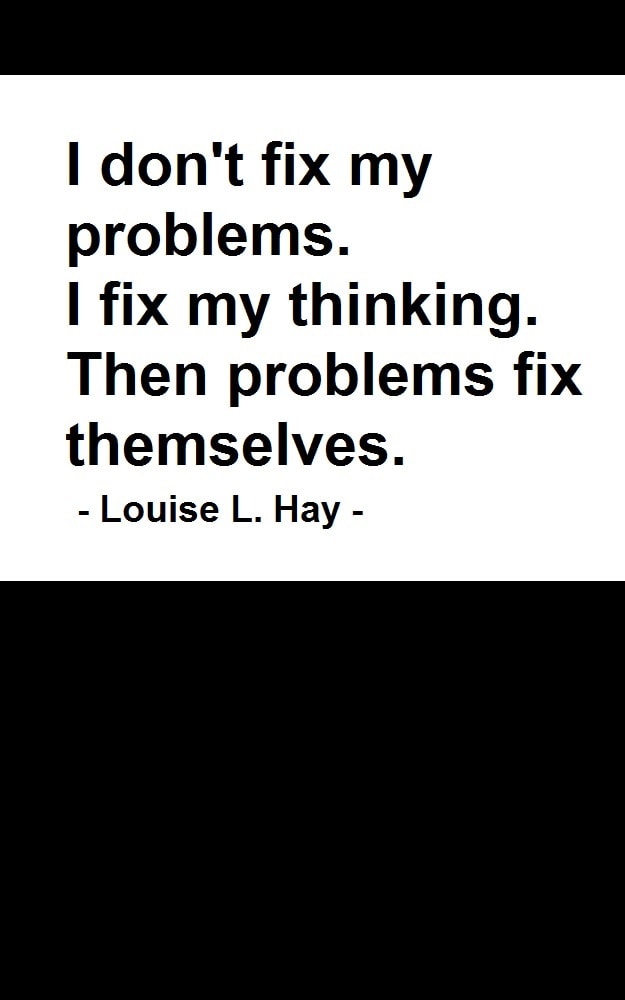 I don't fix my
problems.
I fix my thinking.
Then problems fix
themselves.
- Louise L. Hay -